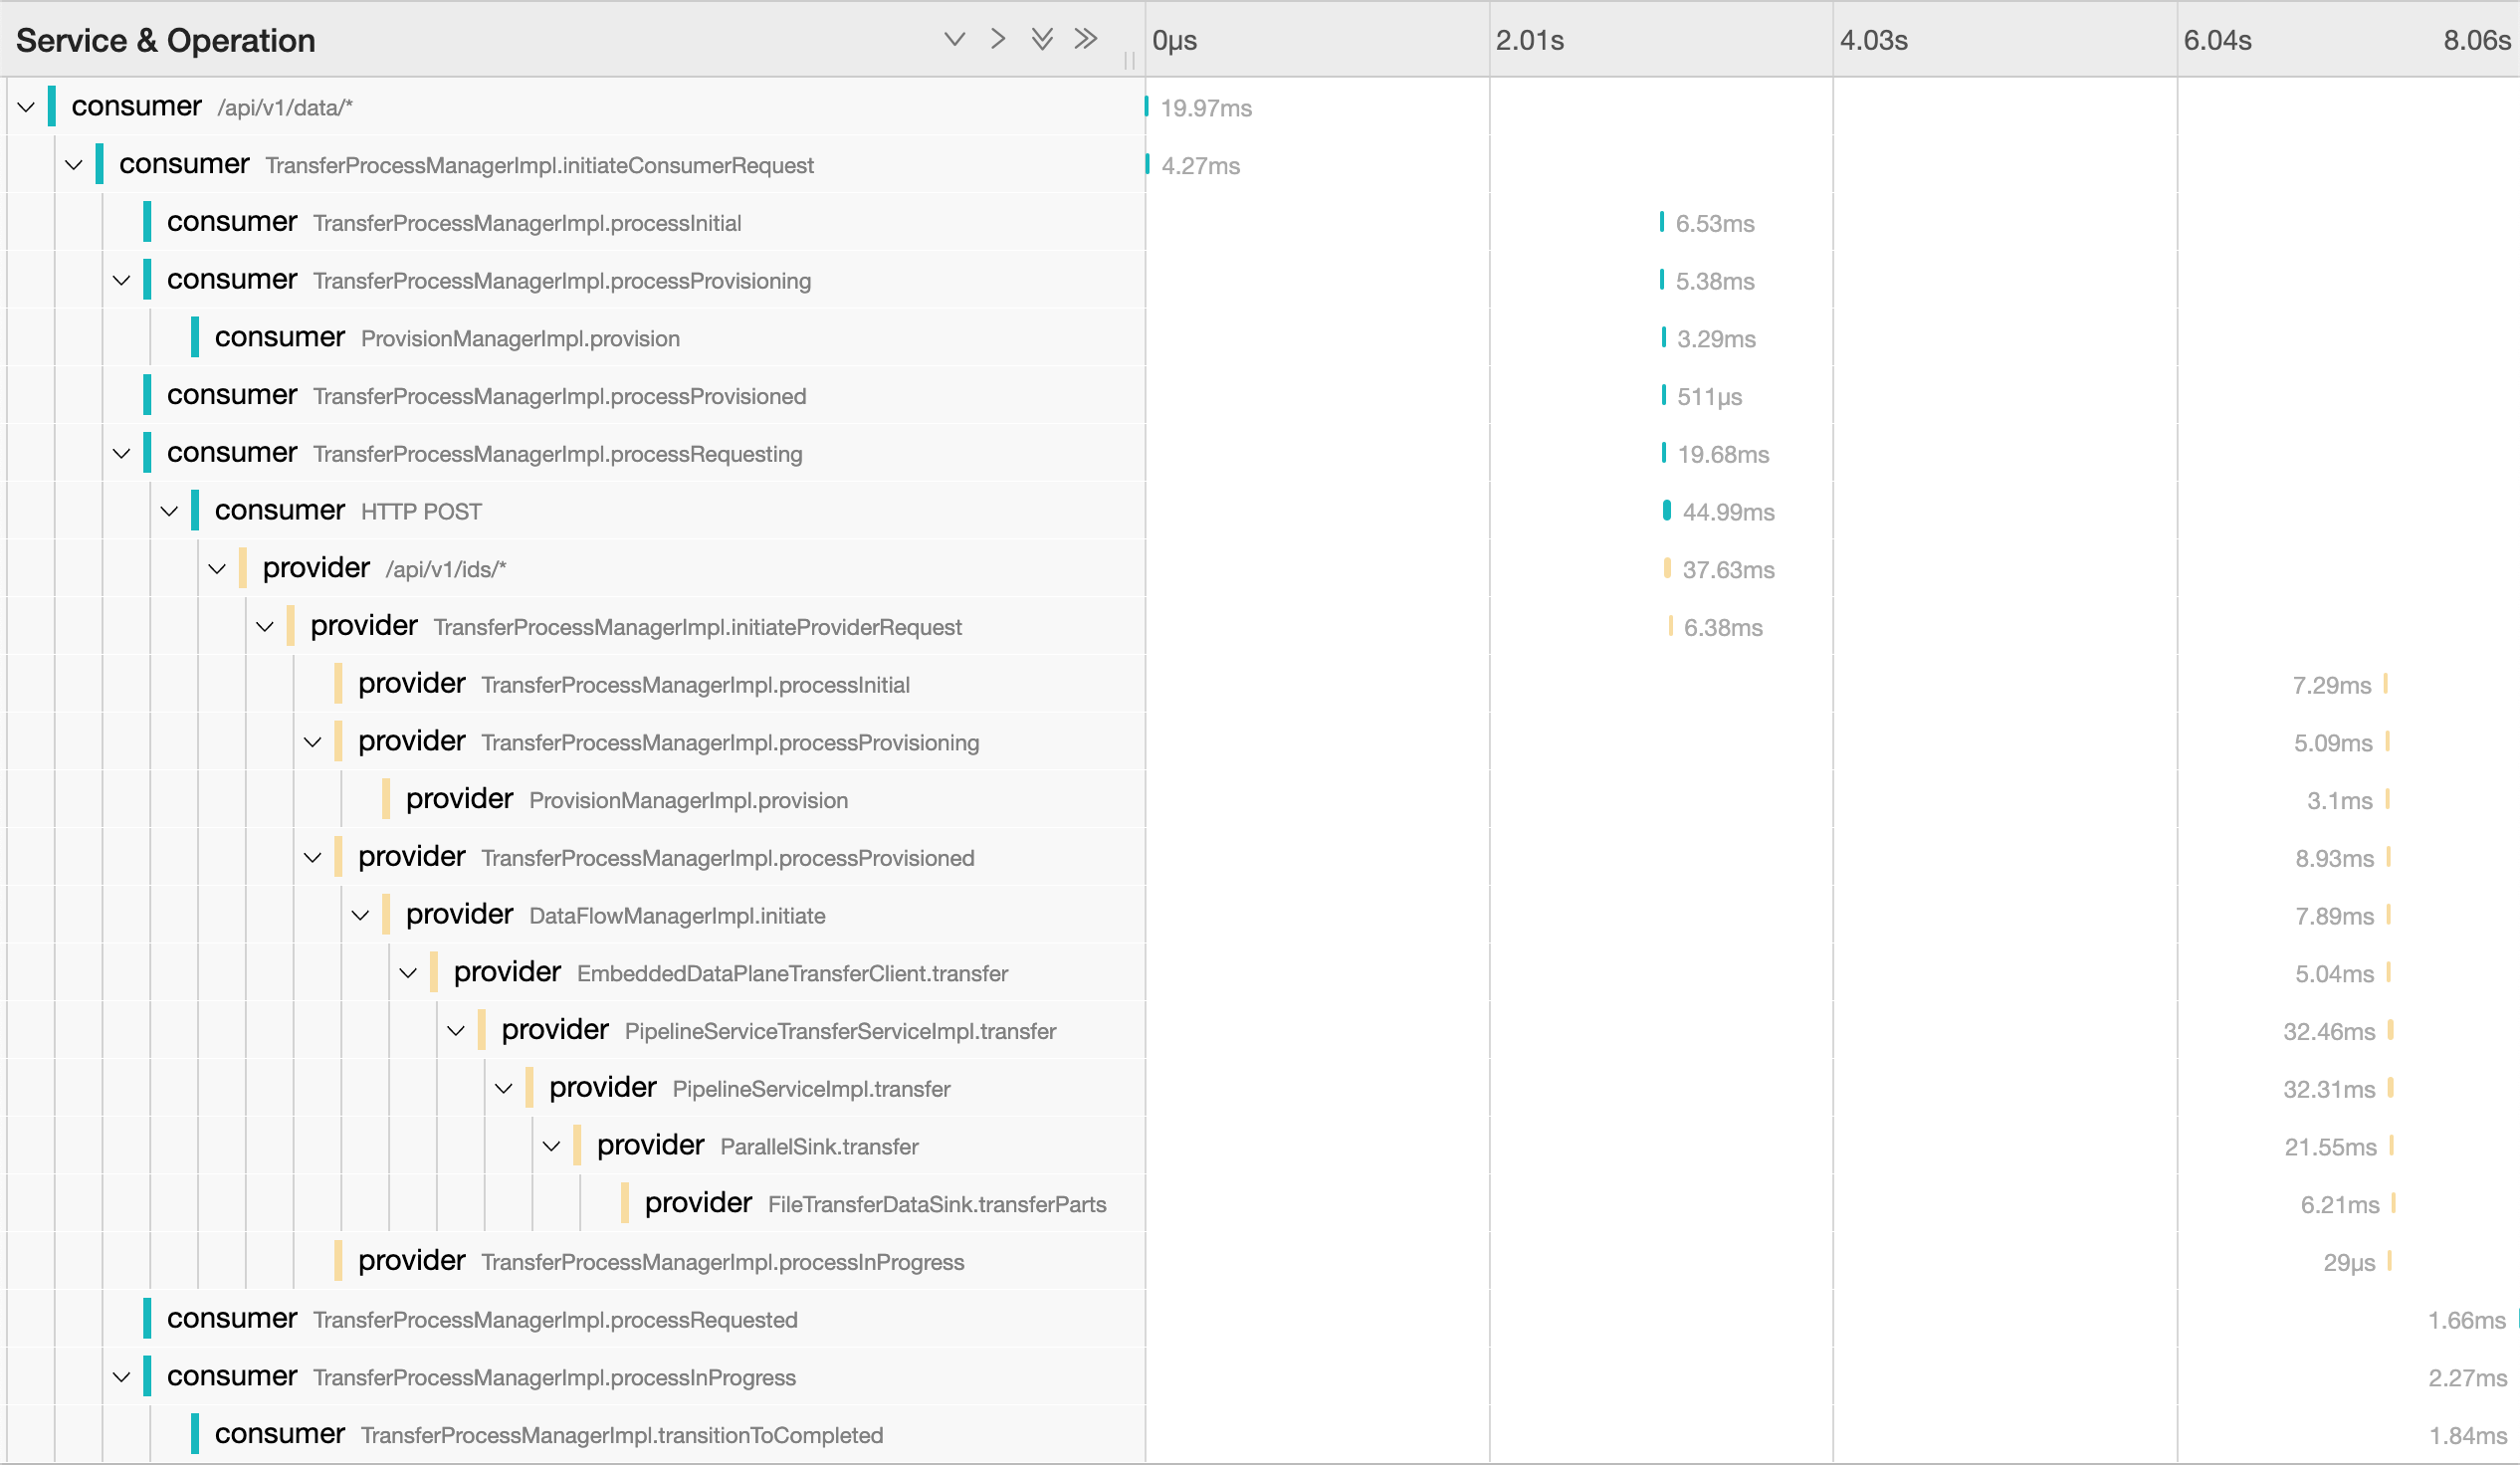 Service & Operation 0μs 2.01s 4.03s 6.04s 8.06s
consumer /api/v1/data/* 19.97ms
consumer TransferProcessManagerImpl.initiateConsumerRequest 4.27ms
consumer TransferProcessManagerImpl.processInitial 6.53ms
consumer TransferProcessManagerImpl.processProvisioning 5.38ms
consumer ProvisionManagerImpl.provision 3.29ms
consumer TransferProcessManagerImpl.processProvisioned 511μs
consumer TransferProcessManagerImpl.processRequesting 19.68ms
consumer HTTP POST 44.99ms
provider /api/v1/ids/* 37.63ms
provider TransferProcessManagerImpl.initiateProviderRequest 6.38ms
provider TransferProcessManagerImpl.processInitial 7.29ms
provider TransferProcessManagerImpl.processProvisioning 5.09ms
provider ProvisionManagerImpl.provision 3.1ms
provider TransferProcessManagerImpl.processProvisioned 8.93ms
provider DataFlowManagerImpl.initiate 7.89ms
provider EmbeddedDataPlaneTransferClient.transfer 5.04ms
provider PipelineServiceTransferServiceImpl.transfer 32.46ms
provider PipelineServiceImpl.transfer 32.31ms
provider ParallelSink.transfer 21.55ms
provider FileTransferDataSink.transferParts 6.21ms
provider TransferProcessManagerImpl.processInProgress 29μs
consumer TransferProcessManagerImpl.processRequested 1.66ms
consumer TransferProcessManagerImpl.processInProgress 2.27ms
consumer TransferProcessManagerImpl.transitionToCompleted 1.84ms